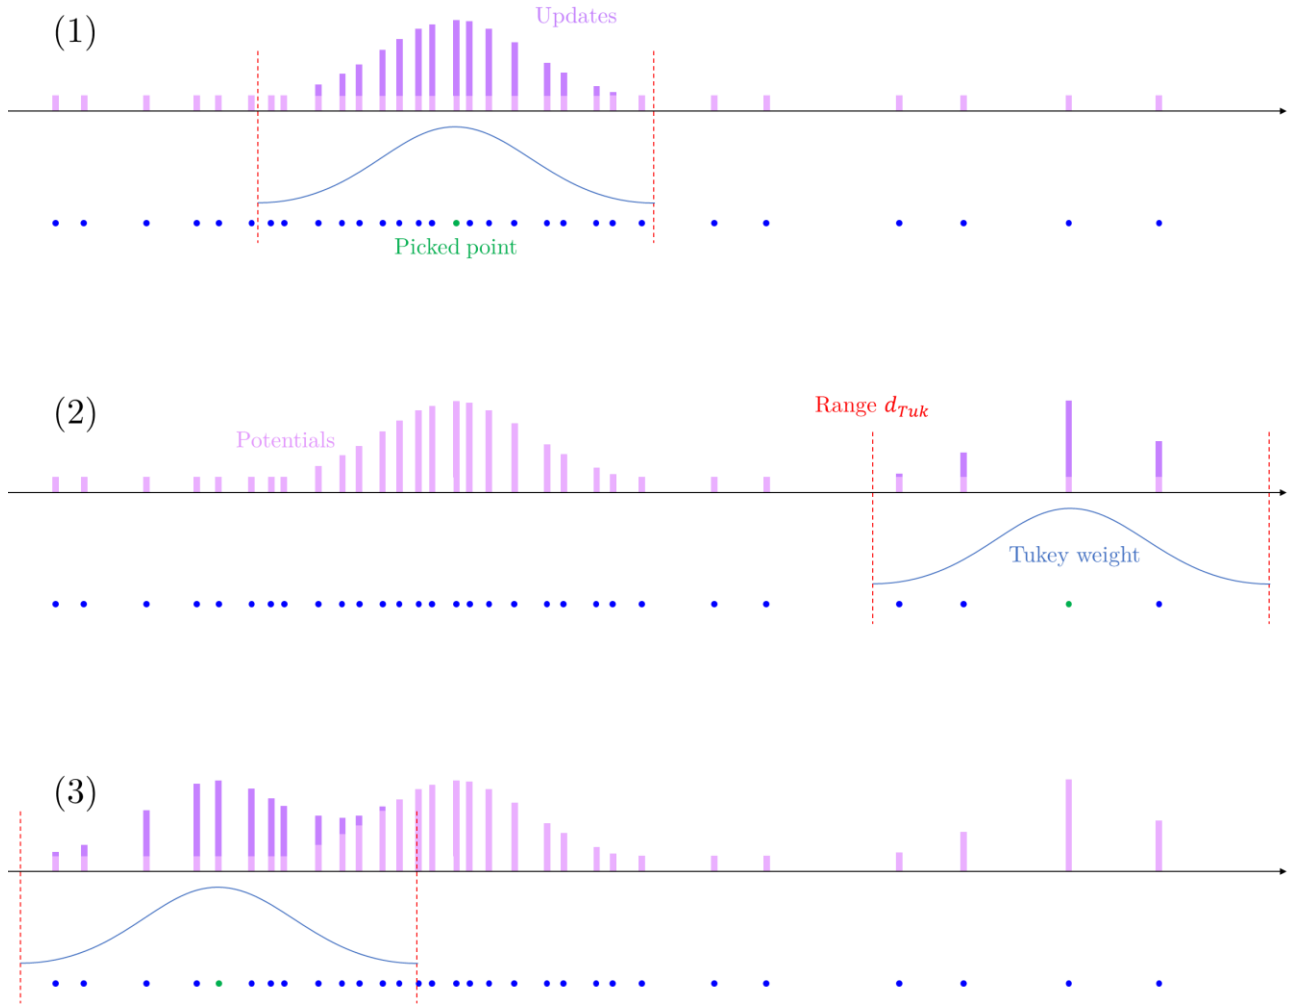 (1)
Updates
Picked point
(2)
Range d_Tuk
Potentials
Tukey weight
(3)